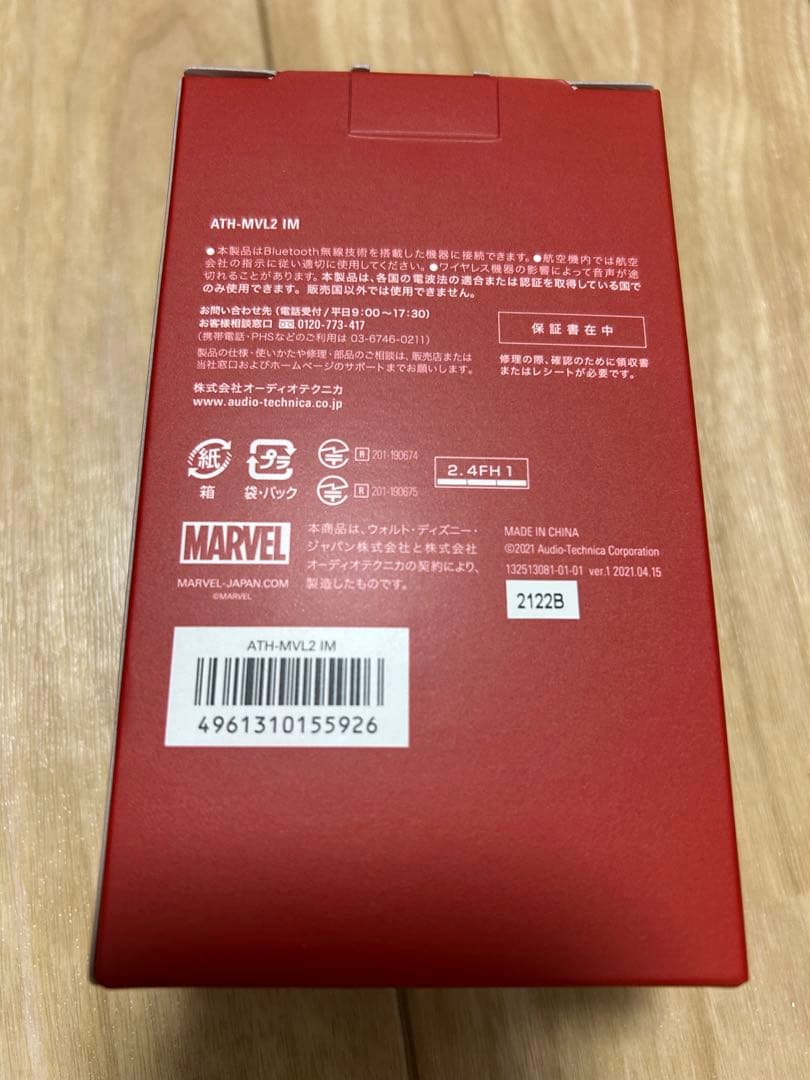 ATH-MVL2 IM
●本製品はBluetooth無線技術を搭載した機器に接続できます。●航空機内では航空
会社の指示に従い適切に使用してください。●ワイヤレス機器の影響によって音声が途
切れることがあります。本製品は、各国の電波法の適合または認証を取得している国で
のみ使用できます。販売国以外では使用できません。
お問い合わせ先(電話受付/平日9:00〜17:30)
お客様相談窓口 0120-773-417
(携帯電話・PHSなどのご利用は 03-6746-0211)
製品の仕様・使いかたや修理・部品のご相談は、販売店または
当社窓口およびホームページのサポートまでお願いします。
株式会社オーディオテクニカ
www.audio-technica.co.jp
保証書在中
修理の際、確認のために領収書
またはレシートが必要です。
紙
箱
プラ
袋・パック
R 201-190674
R 201-190675
2.4FH1
MARVEL
MARVEL-JAPAN.COM
©MARVEL
本商品は、ウォルト・ディズニー・
ジャパン株式会社と株式会社
オーディオテクニカの契約により、
製造したものです。
MADE IN CHINA
©2021 Audio-Technica Corporation
132513081-01-01 ver.1 2021.04.15
2122B
ATH-MVL2 IM
4961310155926